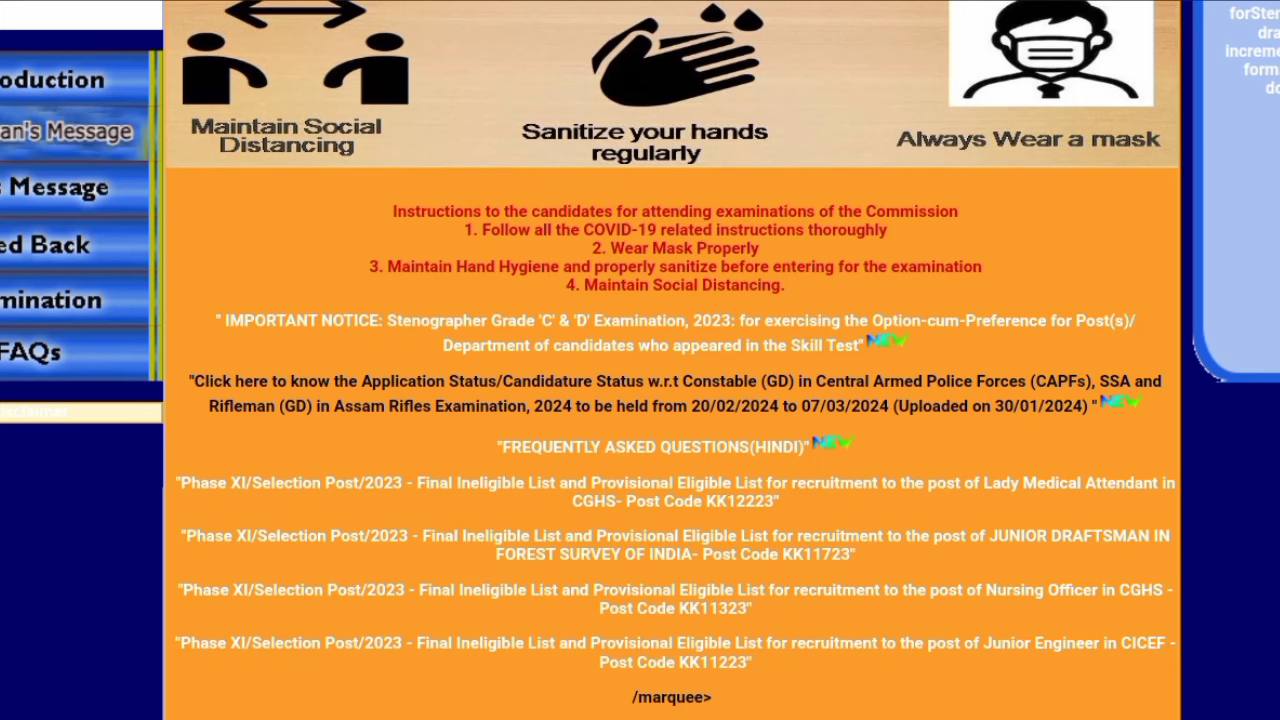 Maintain Social
Distancing
Sanitize your hands
regularly
Always Wear a mask
oduction
an's Message
Message
ed Back
mination
FAQs
isclaimer
forSten
dra
increme
form
do
Instructions to the candidates for attending examinations of the Commission
1. Follow all the COVID-19 related instructions thoroughly
2. Wear Mask Properly
3. Maintain Hand Hygiene and properly sanitize before entering for the examination
4. Maintain Social Distancing.
" IMPORTANT NOTICE: Stenographer Grade 'C' & 'D' Examination, 2023: for exercising the Option-cum-Preference for Post(s)/
Department of candidates who appeared in the Skill Test" NEW
"Click here to know the Application Status/Candidature Status w.r.t Constable (GD) in Central Armed Police Forces (CAPFs), SSA and
Rifleman (GD) in Assam Rifles Examination, 2024 to be held from 20/02/2024 to 07/03/2024 (Uploaded on 30/01/2024) " NEW
"FREQUENTLY ASKED QUESTIONS(HINDI)" NEW
"Phase XI/Selection Post/2023 - Final Ineligible List and Provisional Eligible List for recruitment to the post of Lady Medical Attendant in
CGHS- Post Code KK12223"
"Phase XI/Selection Post/2023 - Final Ineligible List and Provisional Eligible List for recruitment to the post of JUNIOR DRAFTSMAN IN
FOREST SURVEY OF INDIA- Post Code KK11723"
"Phase XI/Selection Post/2023 - Final Ineligible List and Provisional Eligible List for recruitment to the post of Nursing Officer in CGHS -
Post Code KK11323"
"Phase XI/Selection Post/2023 - Final Ineligible List and Provisional Eligible List for recruitment to the post of Junior Engineer in CICEF -
Post Code KK11223"
/marquee>